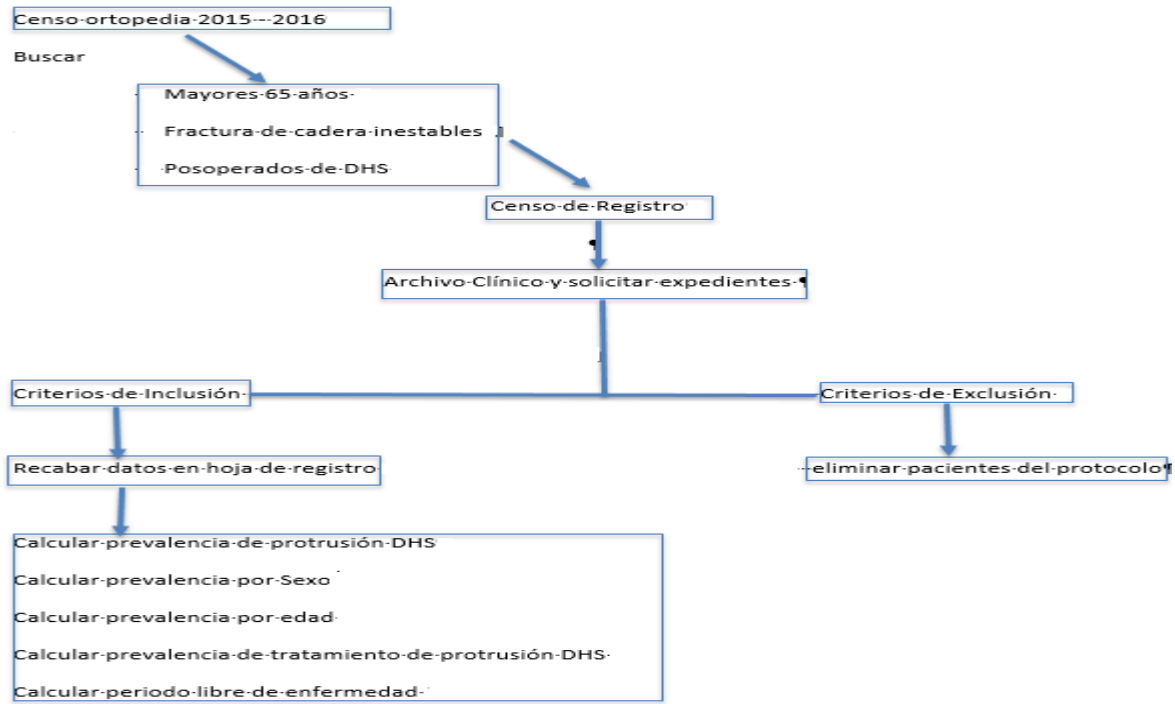 Censo ortopedia 2015--2016
Buscar
Mayores 65 años
Fractura de cadera inestables
Posoperados de DHS
Censo de Registro
¶
Archivo Clínico y solicitar expedientes ¶
Criterios de Inclusión
Criterios de Exclusión
Recabar datos en hoja de registro
eliminar pacientes del protocolo¶
Calcular prevalencia de protrusión DHS
Calcular prevalencia por Sexo
Calcular prevalencia por edad
Calcular prevalencia de tratamiento de protrusión DHS
Calcular periodo libre de enfermedad